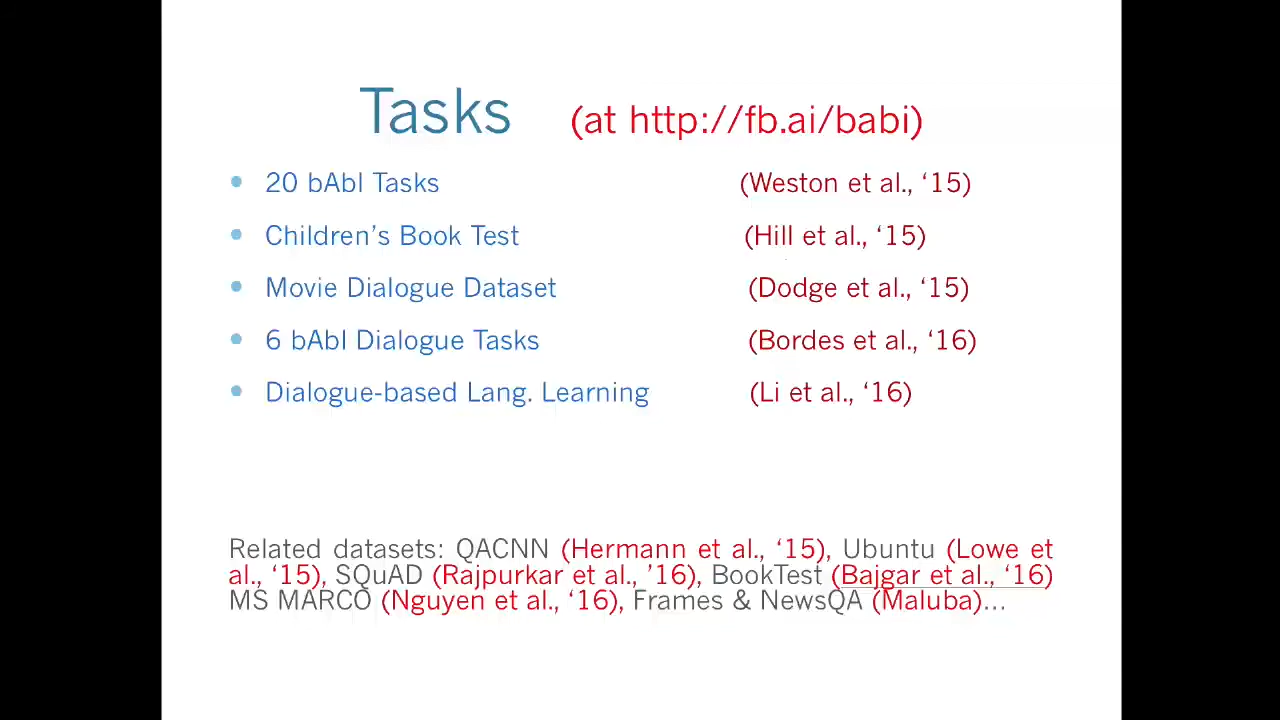 Tasks (at http://fb.ai/babi)
• 20 bAbl Tasks (Weston et al., ‘15)
• Children’s Book Test (Hill et al., ‘15)
• Movie Dialogue Dataset (Dodge et al., ‘15)
• 6 bAbl Dialogue Tasks (Bordes et al., ‘16)
• Dialogue-based Lang. Learning (Li et al., ‘16)
Related datasets: QACNN (Hermann et al., ‘15), Ubuntu (Lowe et
al., ‘15), SQuAD (Rajpurkar et al., ’16), BookTest (Bajgar et al., ‘16)
MS MARCO (Nguyen et al., ‘16), Frames & NewsQA (Maluba)...